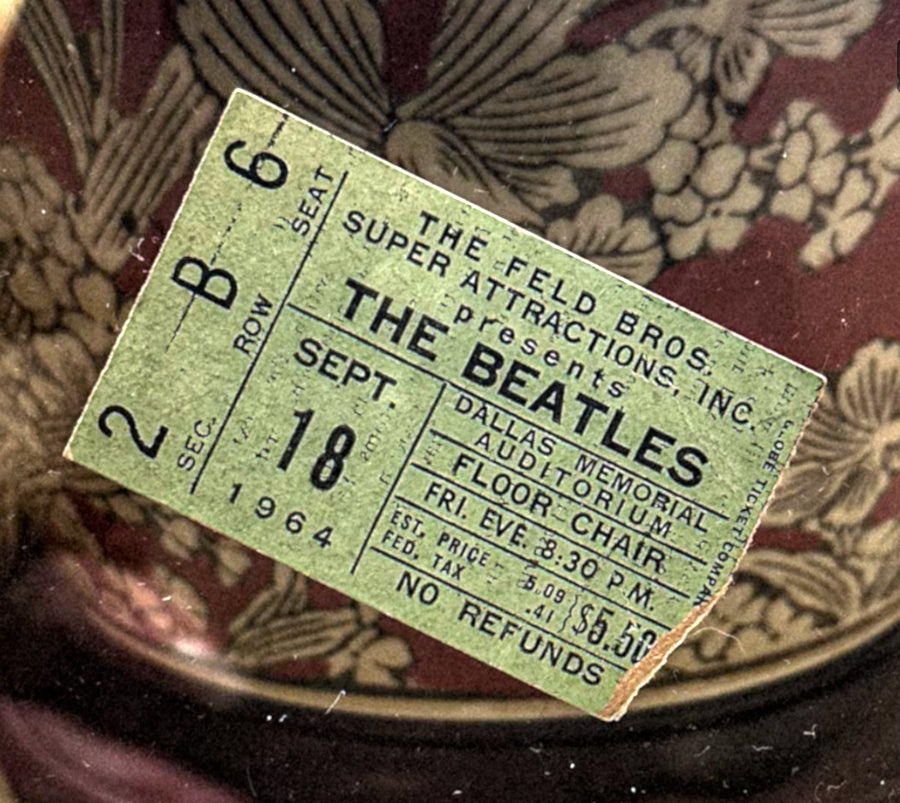 6
SEAT
B
ROW
2
SEC.
THE FELD BROS.
SUPER ATTRACTIONS, INC.
presents
THE BEATLES
SEPT.
18
1964
DALLAS MEMORIAL
AUDITORIUM
FLOOR CHAIR
FRI. EVE. 8:30 P.M.
EST. PRICE 5.09
FED. TAX .41
$5.50
NO REFUNDS
GLOBE TICKET COMPANY